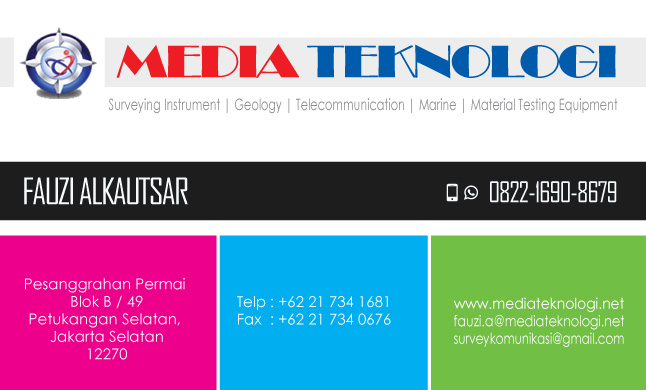 MEDIA TEKNOLOGI
Surveying Instrument | Geology | Telecommunication | Marine | Material Testing Equipment
FAUZI ALKAUTSAR
0822-1690-8679
Pesanggrahan Permai
Blok B / 49
Petukangan Selatan,
Jakarta Selatan
12270
Telp : +62 21 734 1681
Fax : +62 21 734 0676
www.mediateknologi.net
fauzi.a@mediateknologi.net
surveykomunikasi@gmail.com